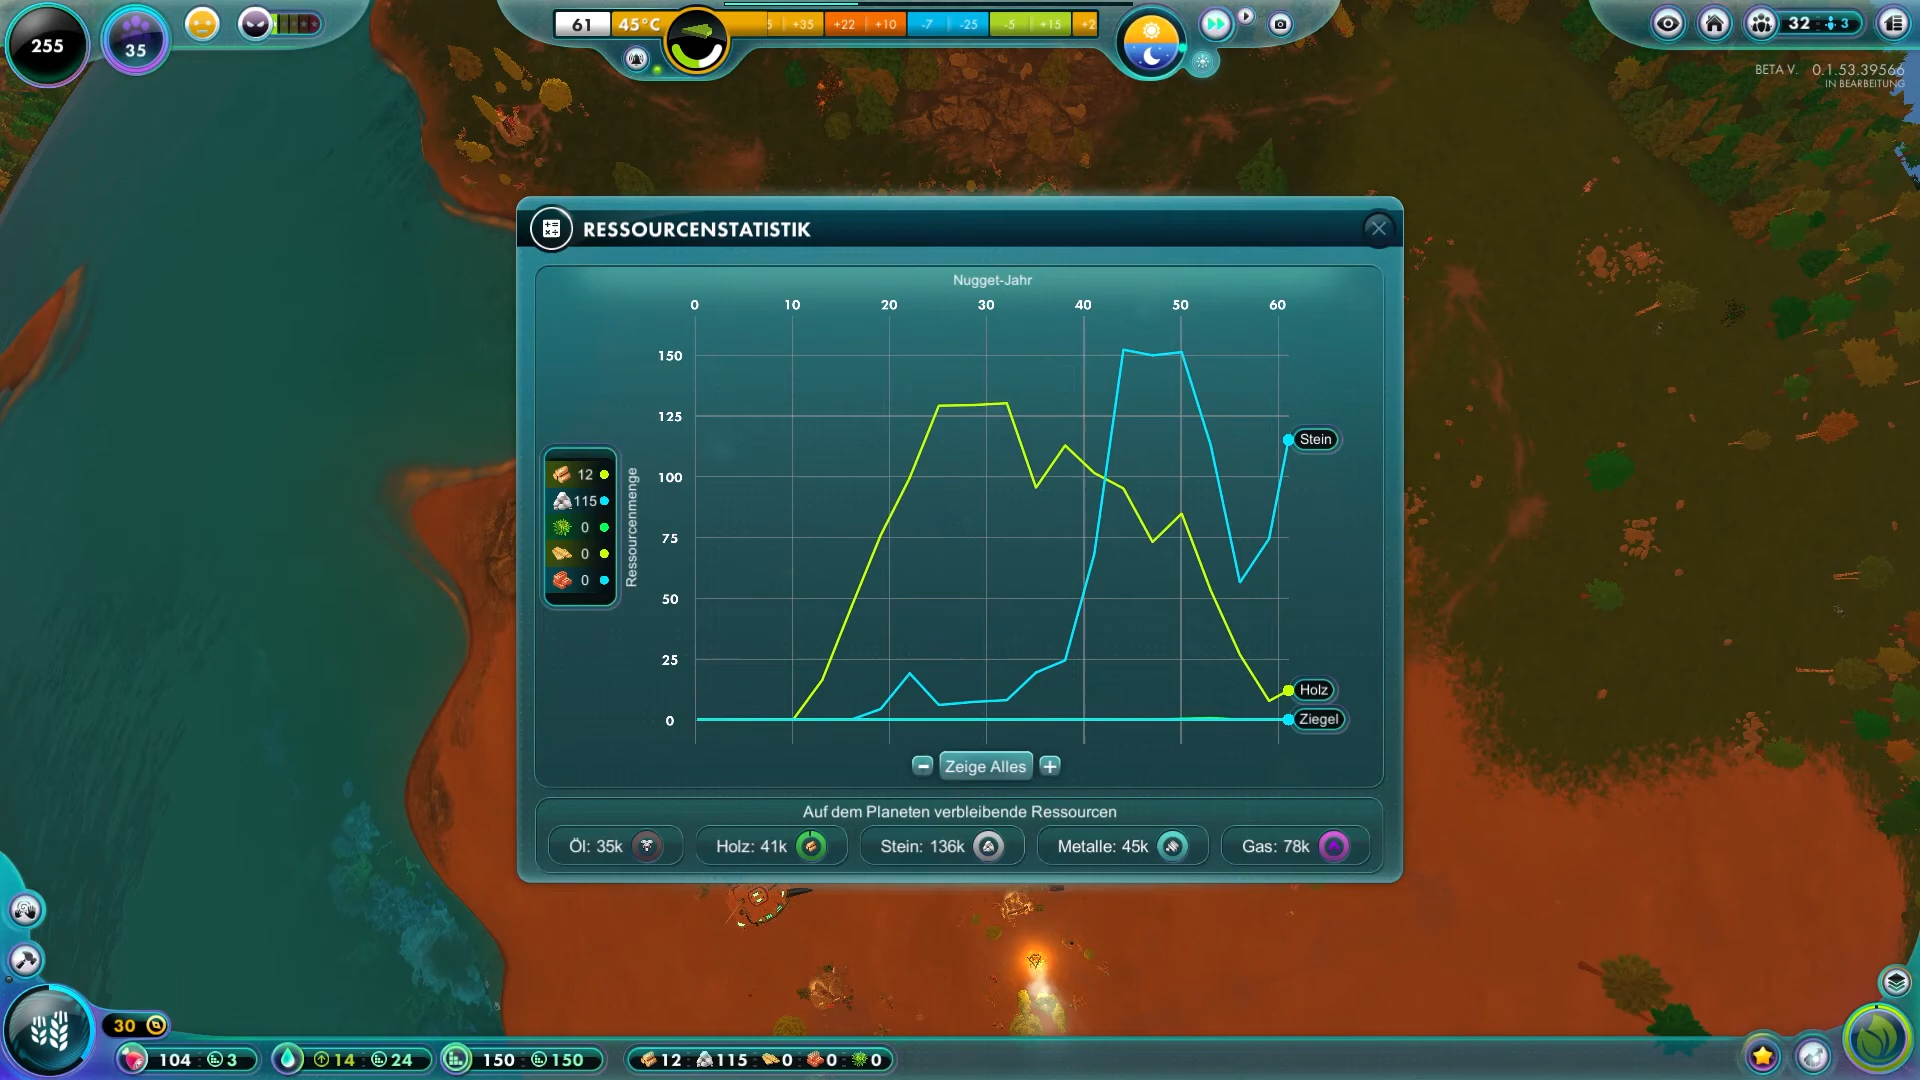 255
35
61 45°C +35 +22 +10 -7 -25 -5 +15
32 3
BETA V. 0.1.53.39566
IN BEARBEITUNG
RESSOURCENSTATISTIK
Nugget-Jahr
0 10 20 30 40 50 60
150
125
100
75
50
25
0
Ressourcenmenge
12
115
0
0
0
Stein
Holz
Ziegel
Zeige Alles
Auf dem Planeten verbleibende Ressourcen
Öl: 35k Holz: 41k Stein: 136k Metalle: 45k Gas: 78k
30
104 3 14 24 150 150 12 115 0 0 0